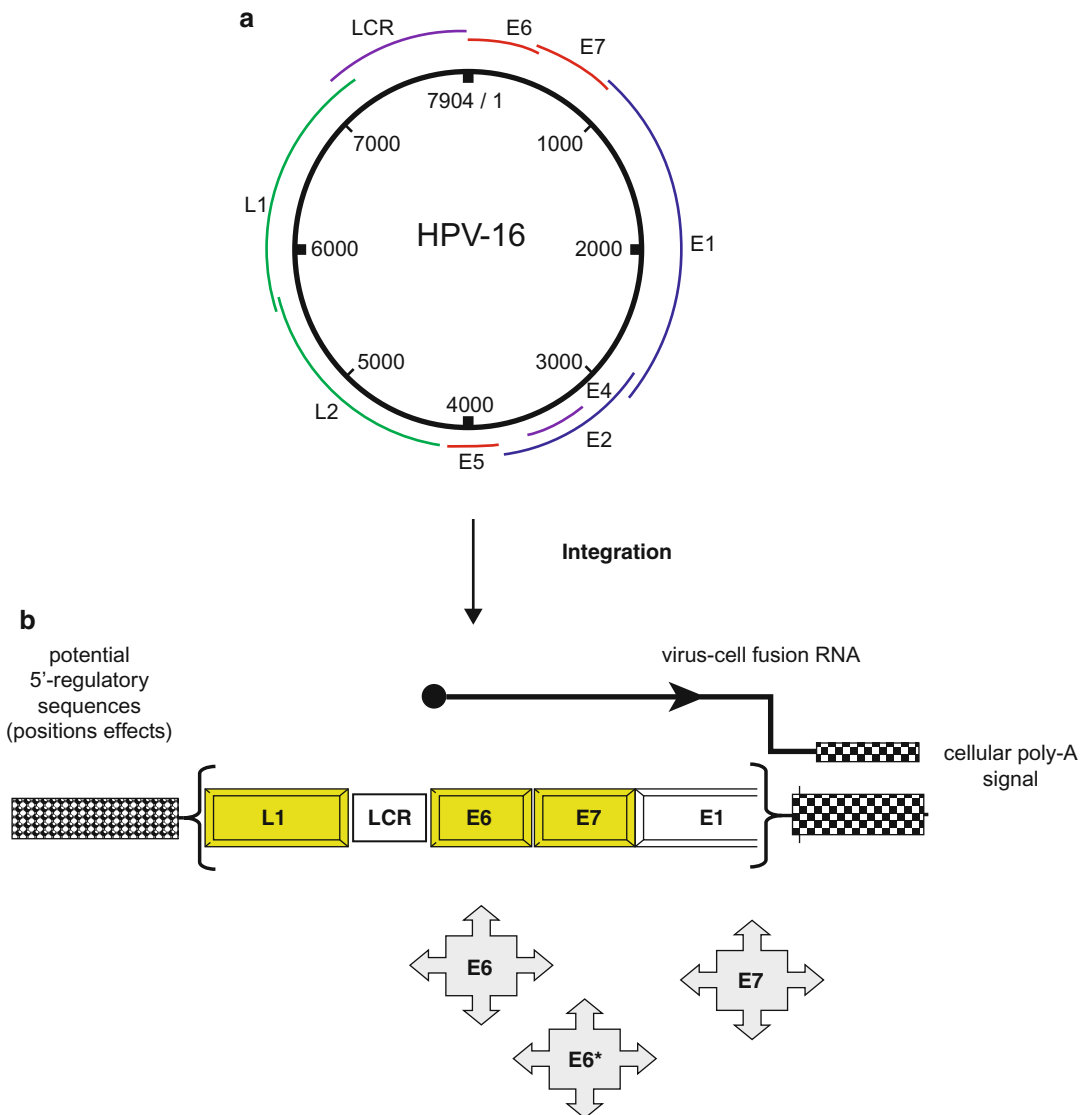 a
LCR
E6
E7
7904 / 1
7000
1000
L1
HPV-16
6000
2000
E1
5000
3000
E4
4000
L2
E2
E5
Integration
b
potential
5’-regulatory
sequences
(positions effects)
virus-cell fusion RNA
cellular poly-A
signal
L1
LCR
E6
E7
E1
E6
E7
E6*